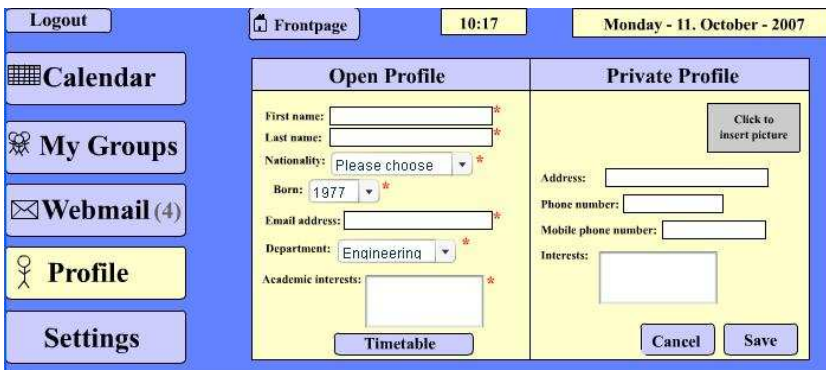 Logout
Frontpage
10:17
Monday - 11. October - 2007
Calendar
My Groups
Webmail (4)
Profile
Settings
Open Profile
First name: *
Last name: *
Nationality: Please choose *
Born: 1977 *
Email address: *
Department: Engineering *
Academic interests: *
Timetable
Private Profile
Click to
insert picture
Address:
Phone number:
Mobile phone number:
Interests:
Cancel
Save